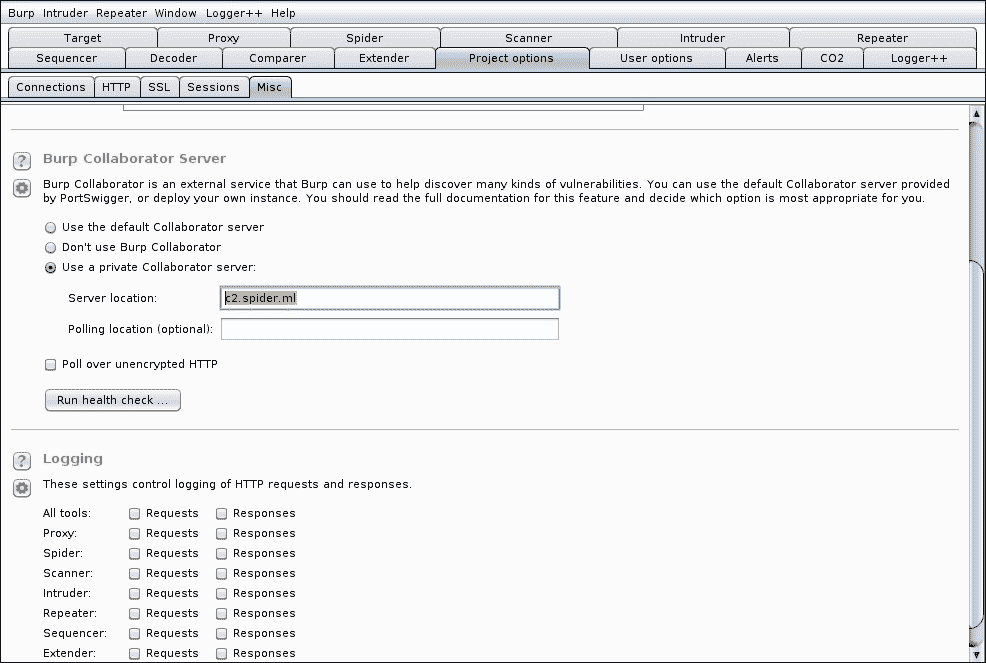 Burp Intruder Repeater Window Logger++ Help
Target Proxy Spider Scanner Intruder Repeater
Sequencer Decoder Comparer Extender Project options User options Alerts CO2 Logger++
Connections HTTP SSL Sessions Misc
? Burp Collaborator Server
Burp Collaborator is an external service that Burp can use to help discover many kinds of vulnerabilities. You can use the default Collaborator server provided
by PortSwigger, or deploy your own instance. You should read the full documentation for this feature and decide which option is most appropriate for you.
Use the default Collaborator server
Don't use Burp Collaborator
Use a private Collaborator server:
Server location: c2.spider.ml
Polling location (optional):
Poll over unencrypted HTTP
Run health check ...
? Logging
These settings control logging of HTTP requests and responses.
All tools: Requests Responses
Proxy: Requests Responses
Spider: Requests Responses
Scanner: Requests Responses
Intruder: Requests Responses
Repeater: Requests Responses
Sequencer: Requests Responses
Extender: Requests Responses